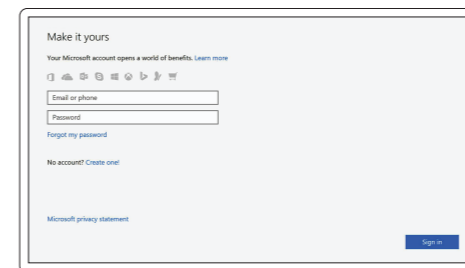 Make it yours
Your Microsoft account opens a world of benefits. Learn more
Email or phone
Password
Forgot my password
No account? Create one!
Microsoft privacy statement
Sign in